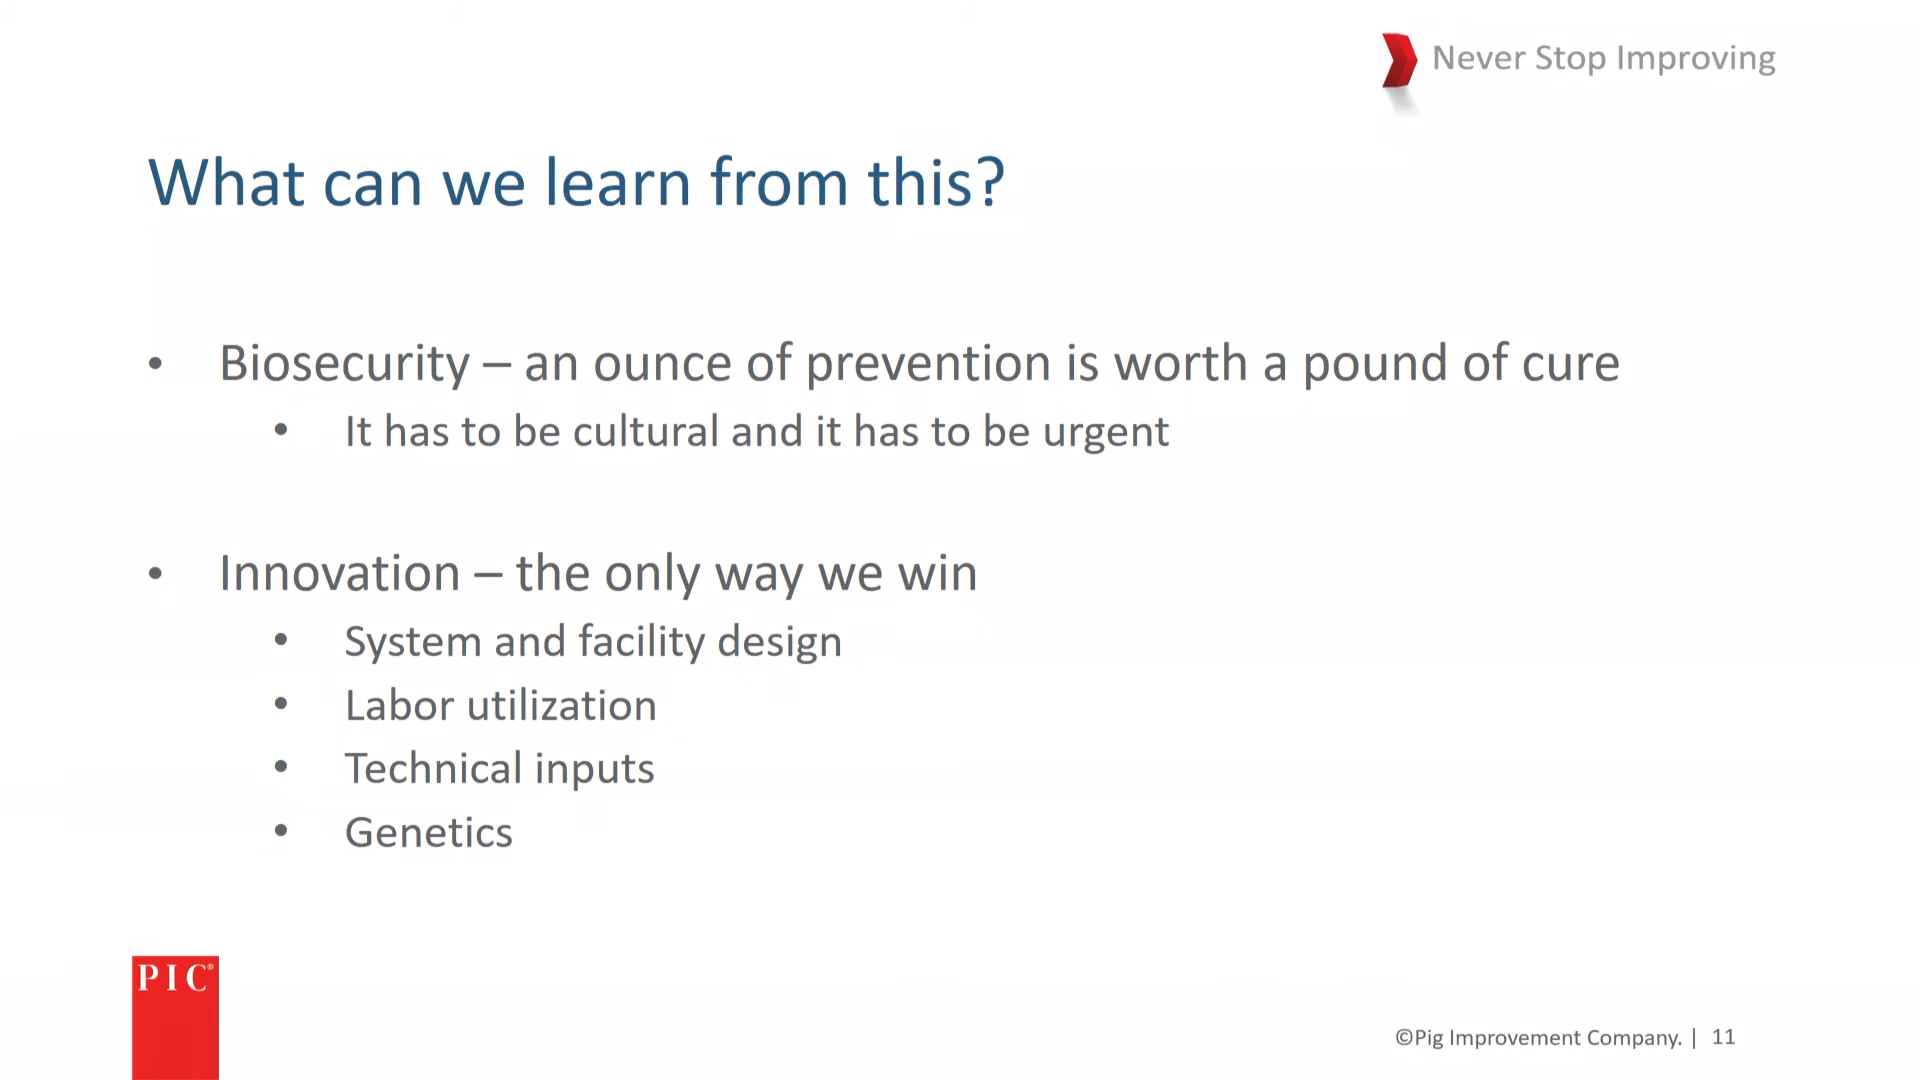 Never Stop Improving
What can we learn from this?
• Biosecurity – an ounce of prevention is worth a pound of cure
• It has to be cultural and it has to be urgent
• Innovation – the only way we win
• System and facility design
• Labor utilization
• Technical inputs
• Genetics
PIC®
©Pig Improvement Company. | 11